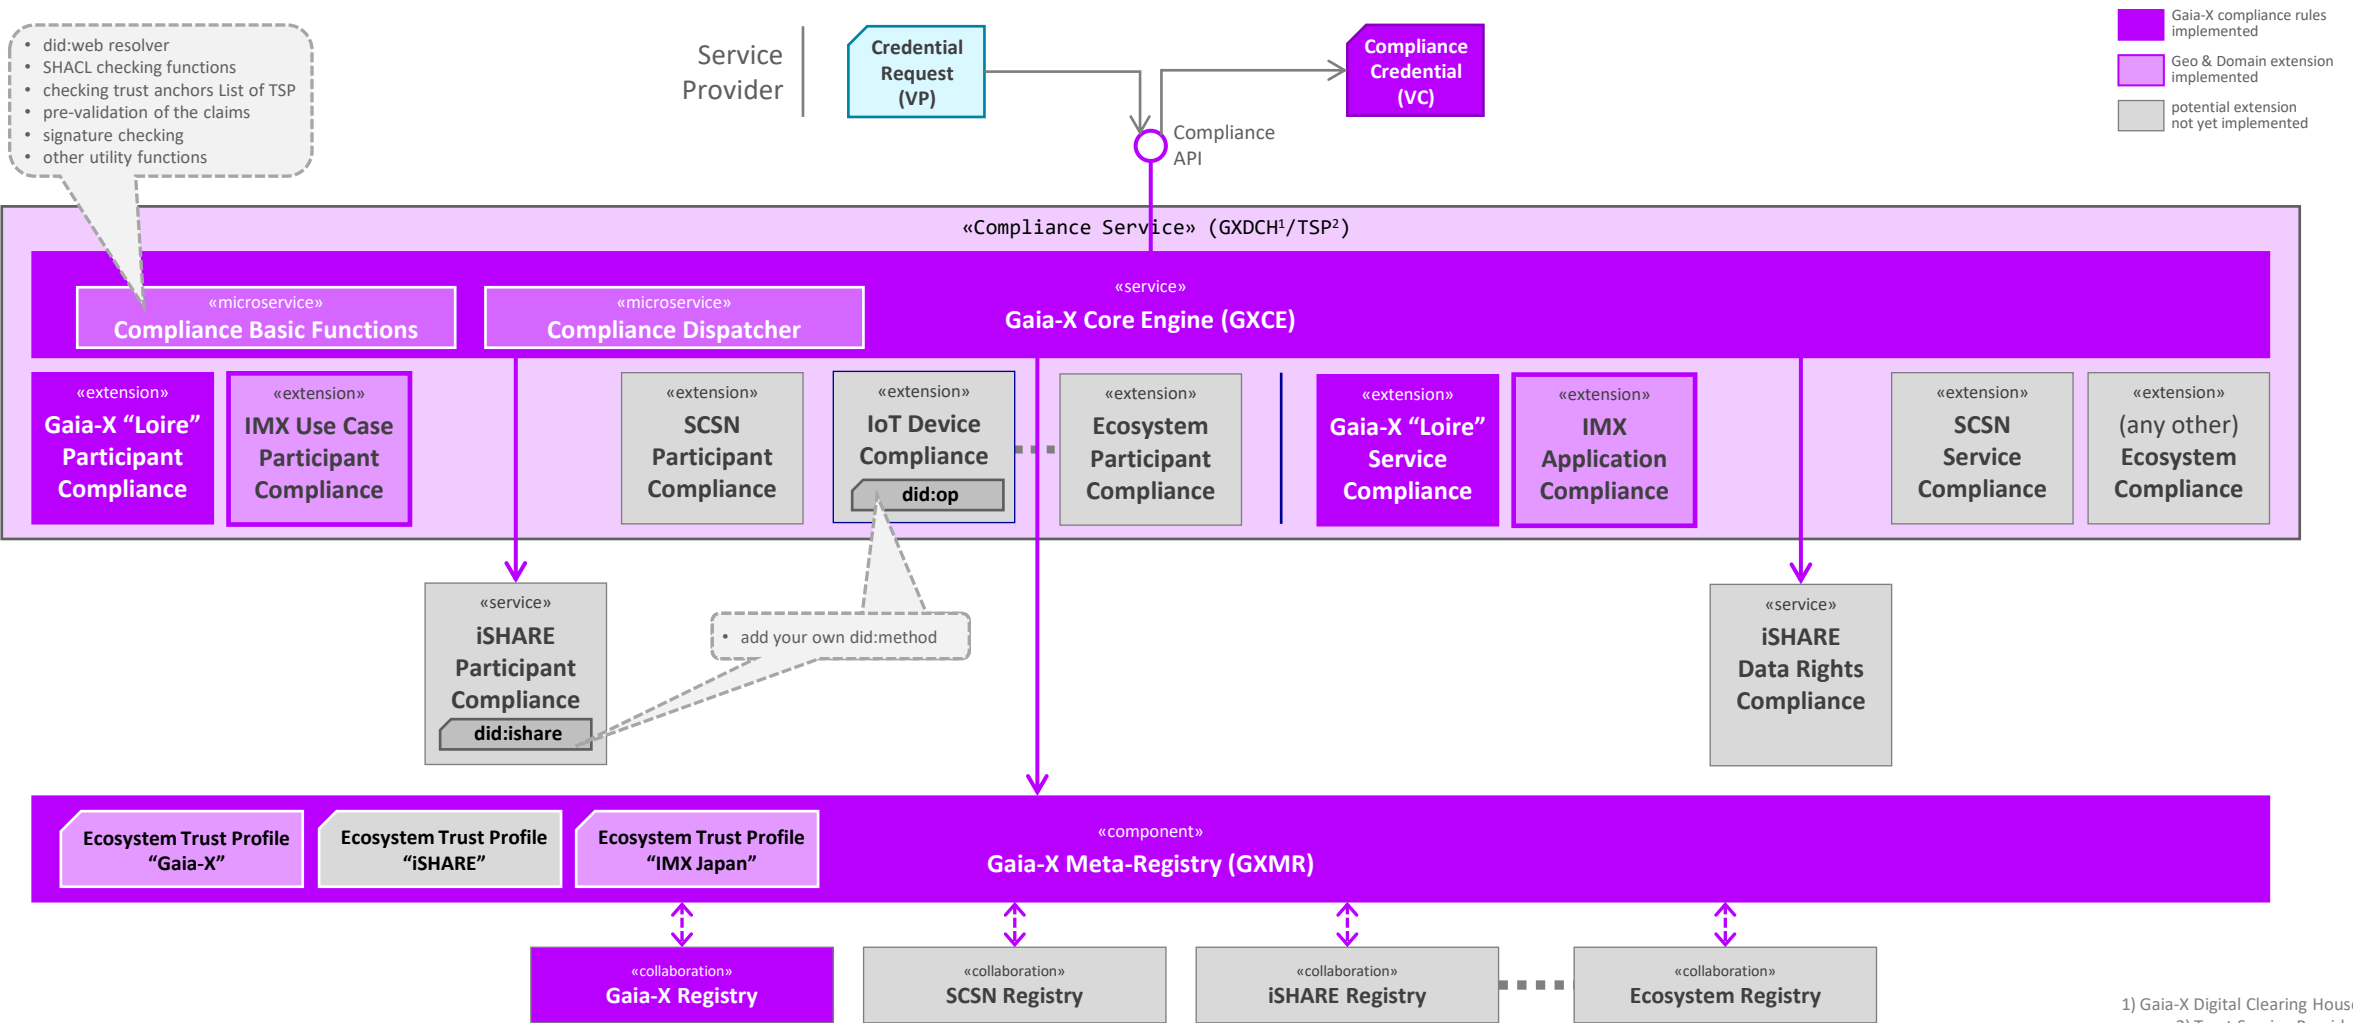 • did:web resolver
• SHACL checking functions
• checking trust anchors List of TSP
• pre-validation of the claims
• signature checking
• other utility functions
Service
Provider
Credential
Request
(VP)
Compliance
Credential
(VC)
Compliance
API
Gaia-X compliance rules
implemented
Geo & Domain extension
implemented
potential extension
not yet implemented
«Compliance Service» (GXDCH¹/TSP²)
«microservice»
Compliance Basic Functions
«microservice»
Compliance Dispatcher
«service»
Gaia-X Core Engine (GXCE)
«extension»
Gaia-X “Loire”
Participant
Compliance
«extension»
IMX Use Case
Participant
Compliance
«extension»
SCSN
Participant
Compliance
«extension»
IoT Device
Compliance
did:op
«extension»
Ecosystem
Participant
Compliance
«extension»
Gaia-X “Loire”
Service
Compliance
«extension»
IMX
Application
Compliance
«extension»
SCSN
Service
Compliance
«extension»
(any other)
Ecosystem
Compliance
«service»
iSHARE
Participant
Compliance
did:ishare
• add your own did:method
«service»
iSHARE
Data Rights
Compliance
Ecosystem Trust Profile
“Gaia-X”
Ecosystem Trust Profile
“iSHARE”
Ecosystem Trust Profile
“IMX Japan”
«component»
Gaia-X Meta-Registry (GXMR)
«collaboration»
Gaia-X Registry
«collaboration»
SCSN Registry
«collaboration»
iSHARE Registry
«collaboration»
Ecosystem Registry
1) Gaia-X Digital Clearing House